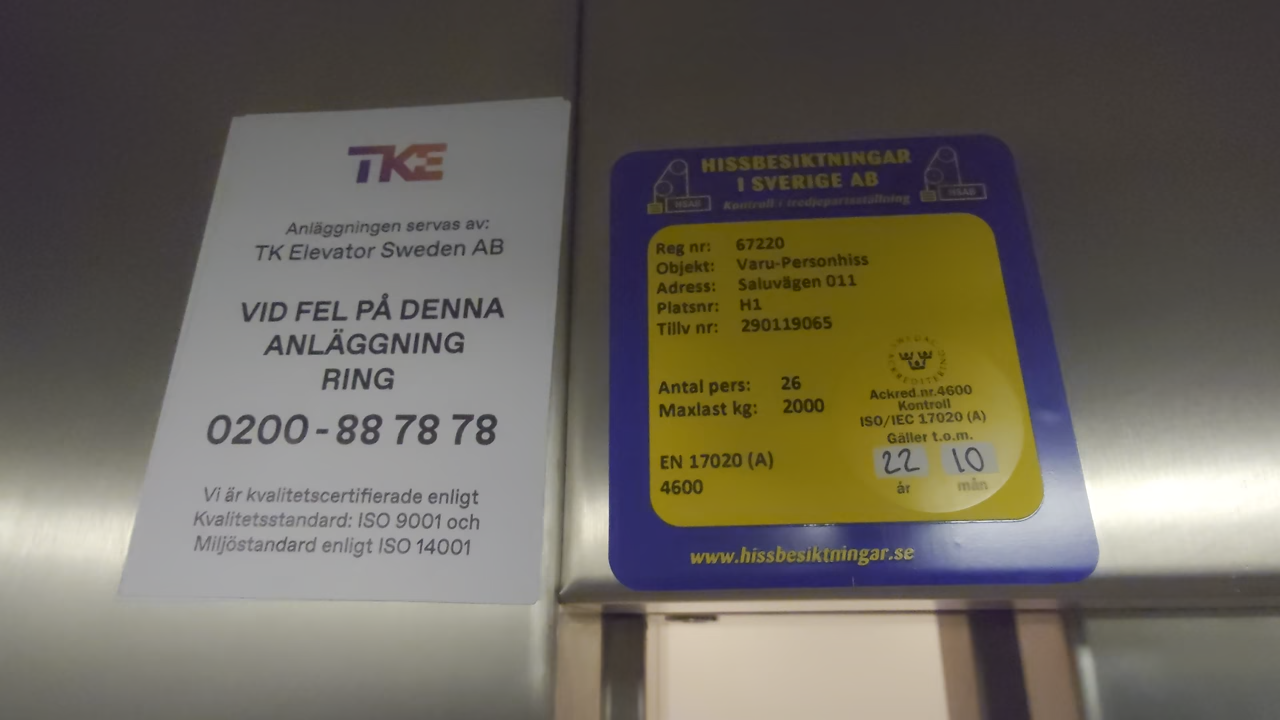 TKE
Anläggningen servas av:
TK Elevator Sweden AB
VID FEL PÅ DENNA
ANLÄGGNING
RING
0200-88 78 78
Vi är kvalitetscertifierade enligt
Kvalitetsstandard: ISO 9001 och
Miljöstandard enligt ISO 14001
HISSBESIKTNINGAR
I SVERIGE AB
Kontroll i tredjepartsställning
HSAB
HSAB
Reg nr: 67220
Objekt: Varu-Personhiss
Adress: Saluvägen 011
Platsnr: H1
Tillv nr: 290119065
Antal pers: 26
Maxlast kg: 2000
EN 17020 (A)
4600
ACKREDITERING
Ackred.nr.4600
Kontroll
ISO/IEC 17020 (A)
Gäller t.o.m.
22 10
år mån
www.hissbesiktningar.se